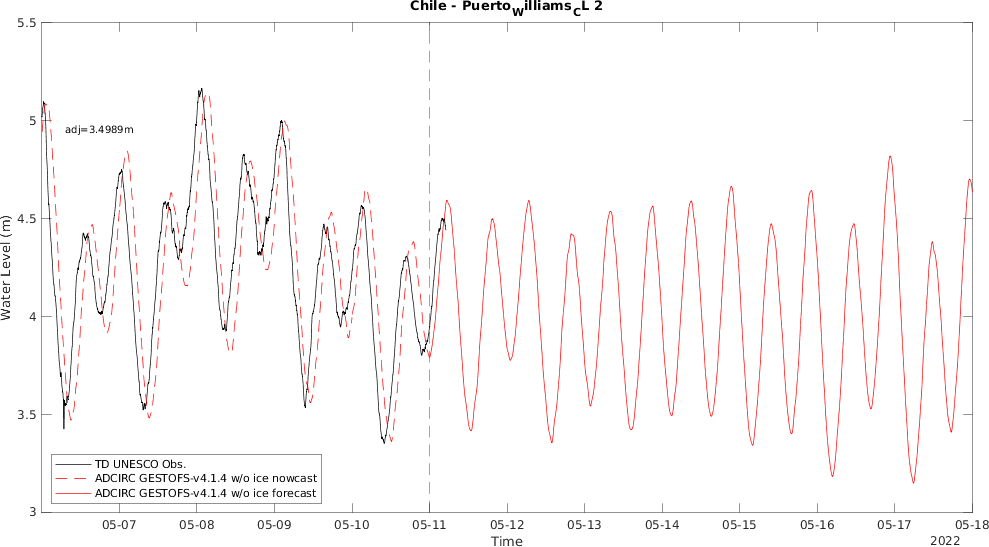 Chile - Puerto_Williams_CL 2
5.5
5
4.5
4
3.5
3
Water Level (m)
adj=3.4989m
TD UNESCO Obs.
ADCIRC GESTOFS-v4.1.4 w/o ice nowcast
ADCIRC GESTOFS-v4.1.4 w/o ice forecast
05-07 05-08 05-09 05-10 05-11 05-12 05-13 05-14 05-15 05-16 05-17 05-18
Time
2022